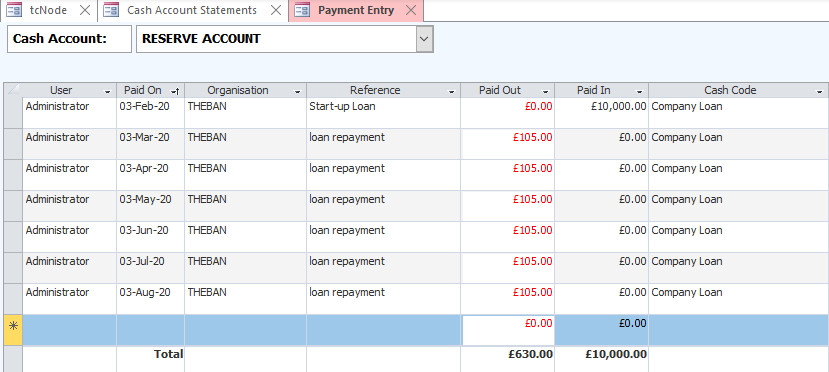 tcNode Cash Account Statements Payment Entry
Cash Account: RESERVE ACCOUNT
User Paid On Organisation Reference Paid Out Paid In Cash Code
Administrator 03-Feb-20 THEBAN Start-up Loan £0.00 £10,000.00 Company Loan
Administrator 03-Mar-20 THEBAN loan repayment £105.00 £0.00 Company Loan
Administrator 03-Apr-20 THEBAN loan repayment £105.00 £0.00 Company Loan
Administrator 03-May-20 THEBAN loan repayment £105.00 £0.00 Company Loan
Administrator 03-Jun-20 THEBAN loan repayment £105.00 £0.00 Company Loan
Administrator 03-Jul-20 THEBAN loan repayment £105.00 £0.00 Company Loan
Administrator 03-Aug-20 THEBAN loan repayment £105.00 £0.00 Company Loan
£0.00 £0.00
Total £630.00 £10,000.00